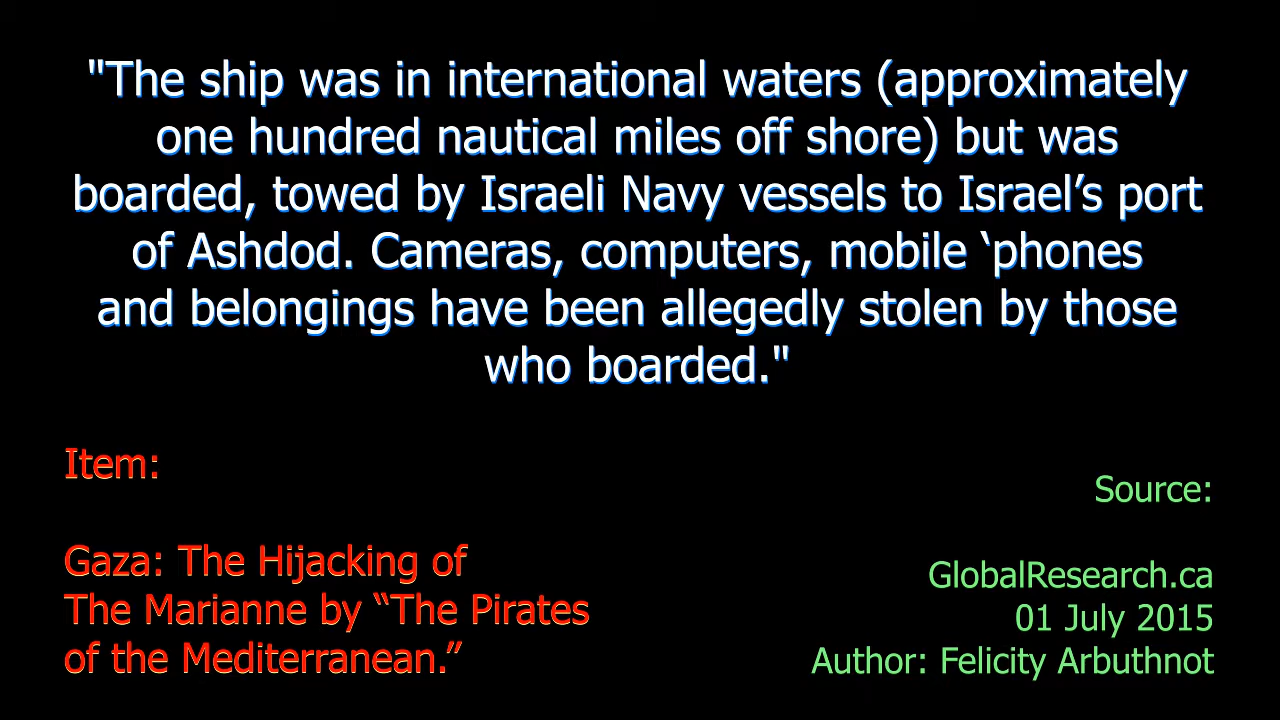 "The ship was in international waters (approximately
one hundred nautical miles off shore) but was
boarded, towed by Israeli Navy vessels to Israel’s port
of Ashdod. Cameras, computers, mobile ‘phones
and belongings have been allegedly stolen by those
who boarded."
Item:
Gaza: The Hijacking of
The Marianne by “The Pirates
of the Mediterranean.”
Source:
GlobalResearch.ca
01 July 2015
Author: Felicity Arbuthnot